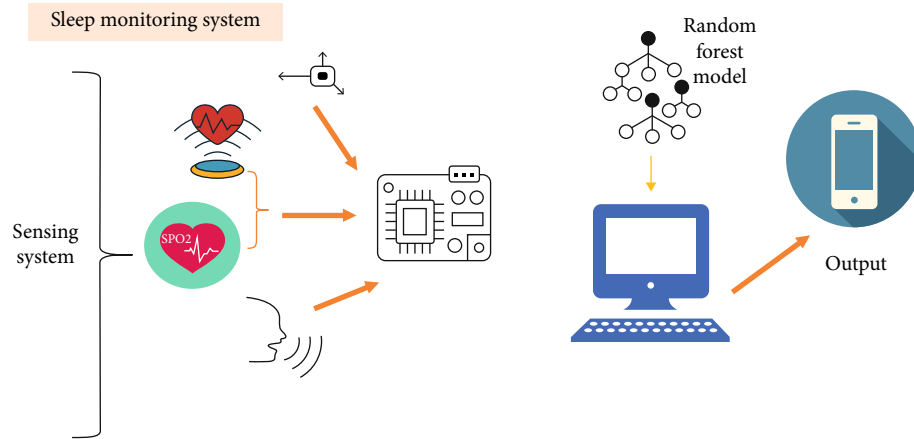 Sleep monitoring system
Sensing
system
SPO2
Random
forest
model
Output